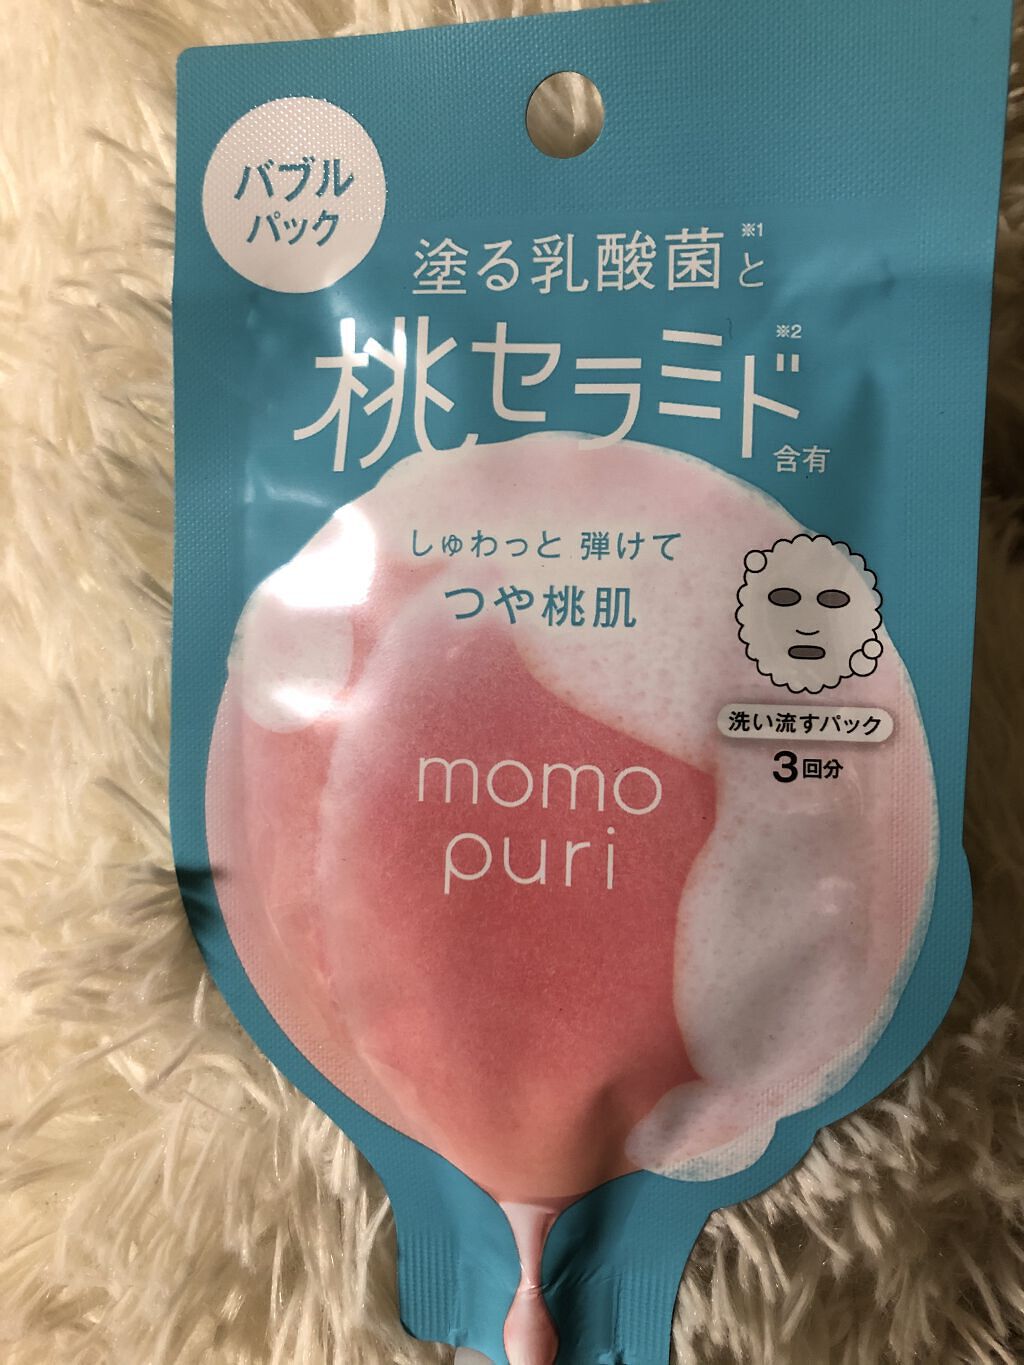 バブル
パック
塗る乳酸菌※1と
桃セラミド※2
含有
しゅわっと 弾けて
つや桃肌
洗い流すパック
3回分
momo
puri